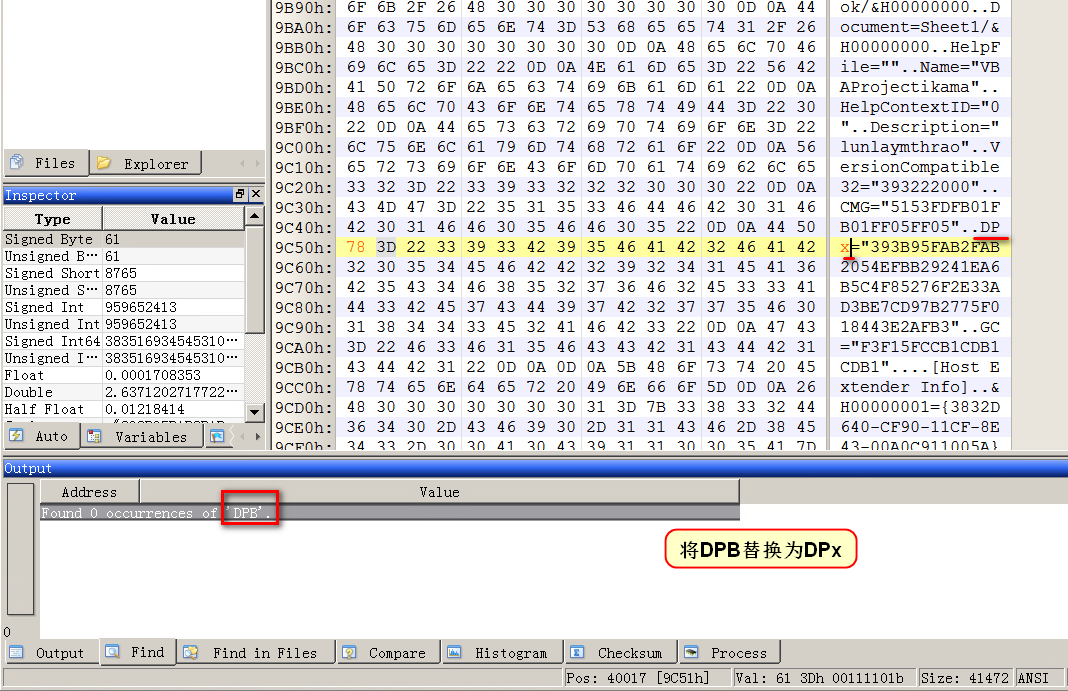 9B90h: 6F 6B 2F 26 48 30 30 30 30 30 30 30 30 0D 0A 44 ok/&H00000000..D
9BA0h: 6F 63 75 6D 65 6E 74 3D 53 68 65 65 74 31 2F 26 ocument=Sheet1/&
9BB0h: 48 30 30 30 30 30 30 30 30 0D 0A 48 65 6C 70 46 H00000000..HelpF
9BC0h: 69 6C 65 3D 22 22 0D 0A 4E 61 6D 65 3D 22 56 42 ile=""..Name="VB
9BD0h: 41 50 72 6F 6A 65 63 74 69 6B 61 6D 61 22 0D 0A AProjectikama"..
9BE0h: 48 65 6C 70 43 6F 6E 74 65 78 74 49 44 3D 22 30 HelpContextID="0
9BF0h: 22 0D 0A 44 65 73 63 72 69 70 74 69 6F 6E 3D 22 "..Description="
9C00h: 6C 75 6E 6C 61 79 6D 74 68 72 61 6F 22 0D 0A 56 lunlaymthrao"..V
9C10h: 65 72 73 69 6F 6E 43 6F 6D 70 61 74 69 62 6C 65 ersionCompatible
9C20h: 33 32 3D 22 33 39 33 32 32 32 30 30 30 22 0D 0A 32="393222000"..
9C30h: 43 4D 47 3D 22 35 31 35 33 46 44 46 42 30 31 46 CMG="5153FDFB01F
9C40h: 42 30 31 46 46 30 35 46 46 30 35 22 0D 0A 44 50 B01FF05FF05"..DP
9C50h: 78 3D 22 33 39 33 42 39 35 46 41 42 32 46 41 42 x="393B95FAB2FAB
9C60h: 32 30 35 34 45 46 42 42 32 39 32 34 31 45 41 36 2054EFBB29241EA6
9C70h: 42 35 43 34 46 38 35 32 37 36 46 32 45 33 33 41 B5C4F85276F2E33A
9C80h: 44 33 42 45 37 43 44 39 37 42 32 37 37 35 46 30 D3BE7CD97B2775F0
9C90h: 31 38 34 34 33 45 32 41 46 42 33 22 0D 0A 47 43 18443E2AFB3"..GC
9CA0h: 3D 22 46 33 46 31 35 46 43 43 42 31 43 44 42 31 ="F3F15FCCB1CDB1
9CB0h: 43 44 42 31 22 0D 0A 0D 0A 5B 48 6F 73 74 20 45 CDB1"....[Host E
9CC0h: 78 74 65 6E 64 65 72 20 49 6E 66 6F 5D 0D 0A 26 xtender Info]..&
9CD0h: 48 30 30 30 30 30 30 30 31 3D 7B 33 38 33 32 44 H00000001={3832D
9CE0h: 36 34 30 2D 43 46 39 30 2D 31 31 43 46 2D 38 45 640-CF90-11CF-8E
9CF0h: 34 33 2D 30 30 41 30 43 39 31 31 30 30 35 41 7D 43-00A0C911005A}
Files Explorer
Inspector
Type Value
Signed Byte 61
Unsigned B… 61
Signed Short 8765
Unsigned S… 8765
Signed Int 959652413
Unsigned Int 959652413
Signed Int64 383516934545310…
Unsigned I… 383516934545310…
Float 0.0001708353
Double 2.6371202717722…
Half Float 0.01218414
Auto Variables
Output
Address Value
Found 0 occurrences of 'DPB'.
将DPB替换为DPx
0
Output Find Find in Files Compare Histogram Checksum Process
Pos: 40017 [9C51h] Val: 61 3Dh 00111101b Size: 41472 ANSI